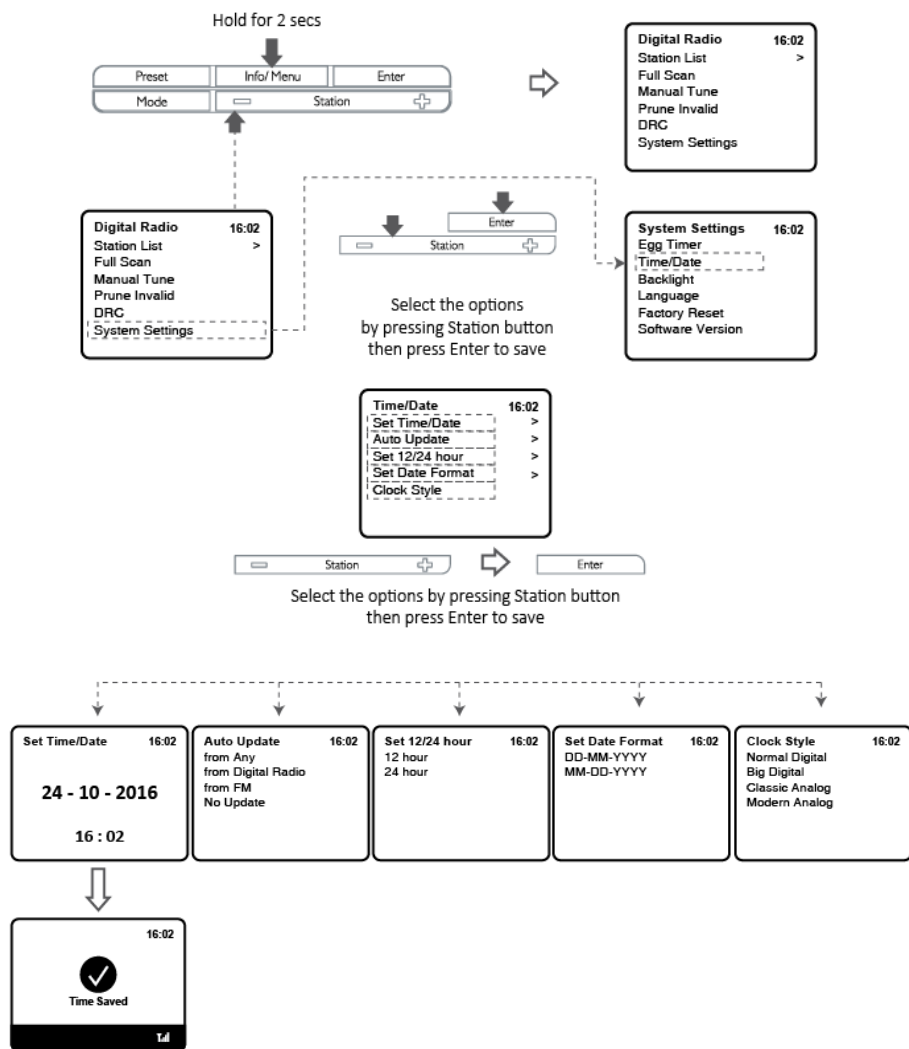 Hold for 2 secs
Preset Info/Menu Enter
Mode Station
Digital Radio 16:02
Station List >
Full Scan
Manual Tune
Prune Invalid
DRC
System Settings
Digital Radio 16:02
Station List >
Full Scan
Manual Tune
Prune Invalid
DRC
System Settings
Enter
Station
Select the options
by pressing Station button
then press Enter to save
System Settings 16:02
Egg Timer
Time/Date
Backlight
Language
Factory Reset
Software Version
Time/Date 16:02
Set Time/Date >
Auto Update >
Set 12/24 hour >
Set Date Format >
Clock Style
Station Enter
Select the options by pressing Station button
then press Enter to save
Set Time/Date 16:02
24 - 10 - 2016
16 : 02
Auto Update 16:02
from Any
from Digital Radio
from FM
No Update
Set 12/24 hour 16:02
12 hour
24 hour
Set Date Format 16:02
DD-MM-YYYY
MM-DD-YYYY
Clock Style 16:02
Normal Digital
Big Digital
Classic Analog
Modern Analog
16:02
Time Saved